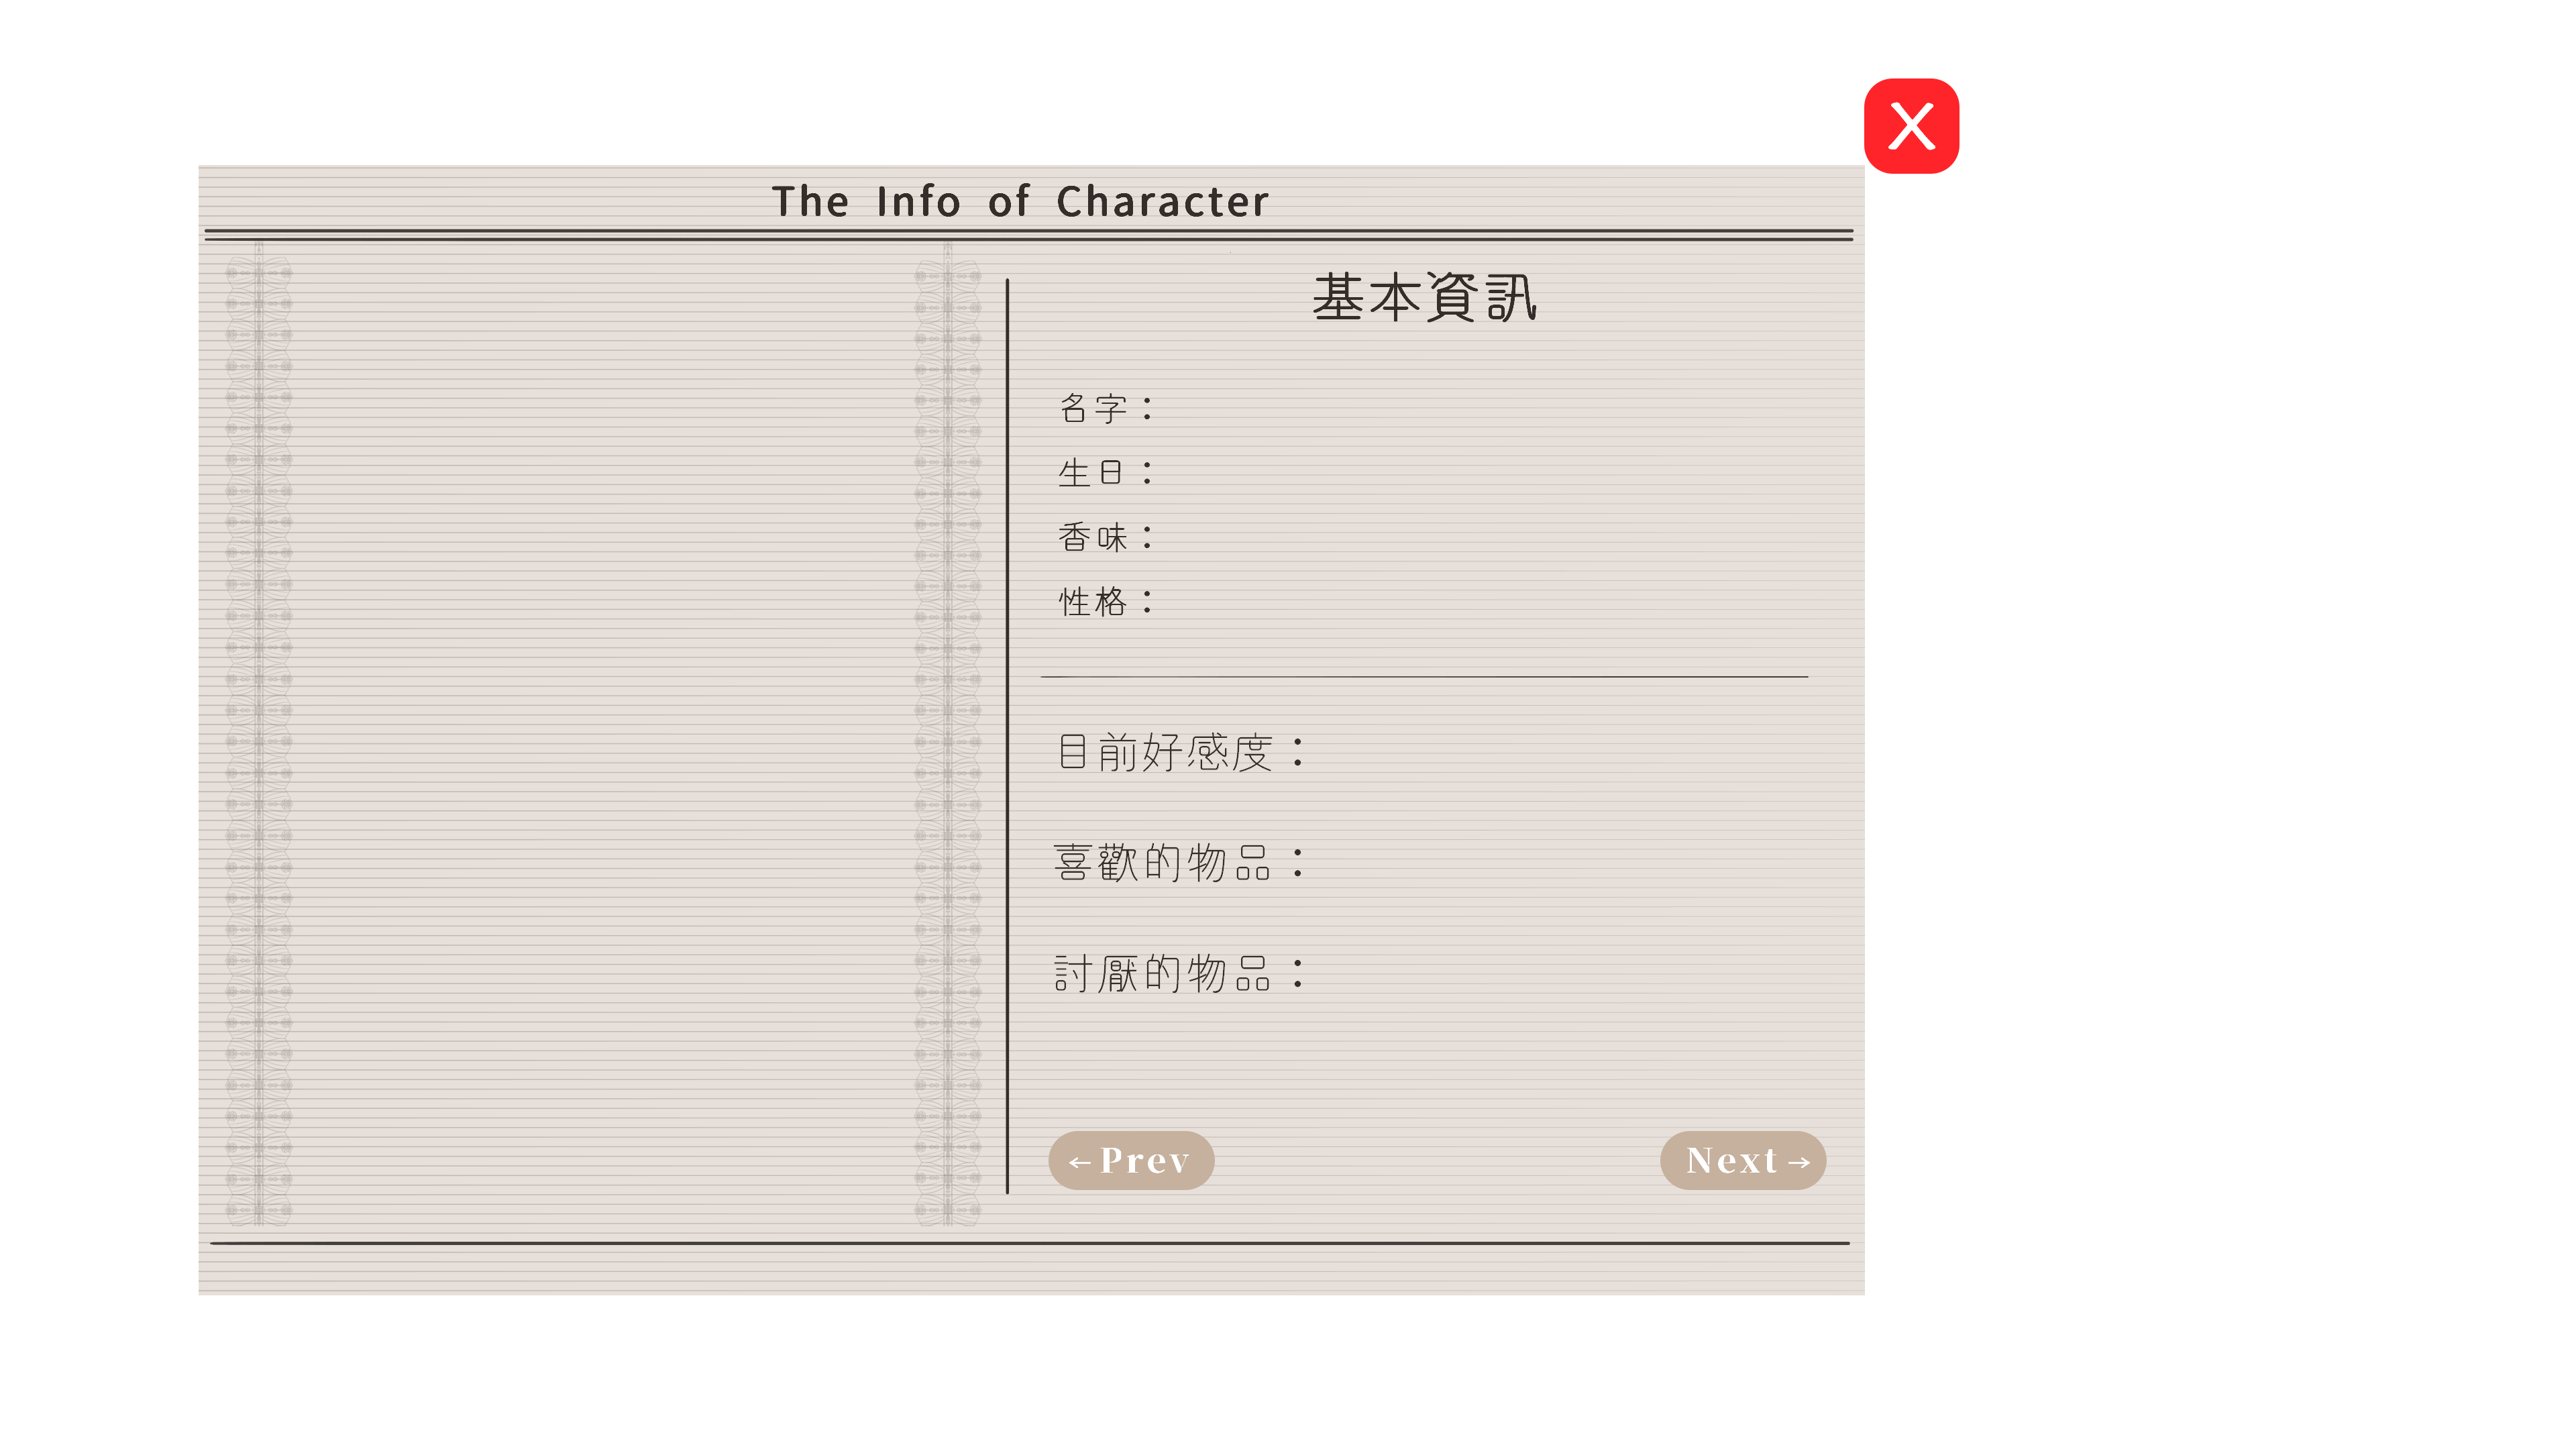 X
The Info of Character
基本資訊
名字：
生日：
香味：
性格：
目前好感度：
喜歡的物品：
討厭的物品：
←Prev
Next→